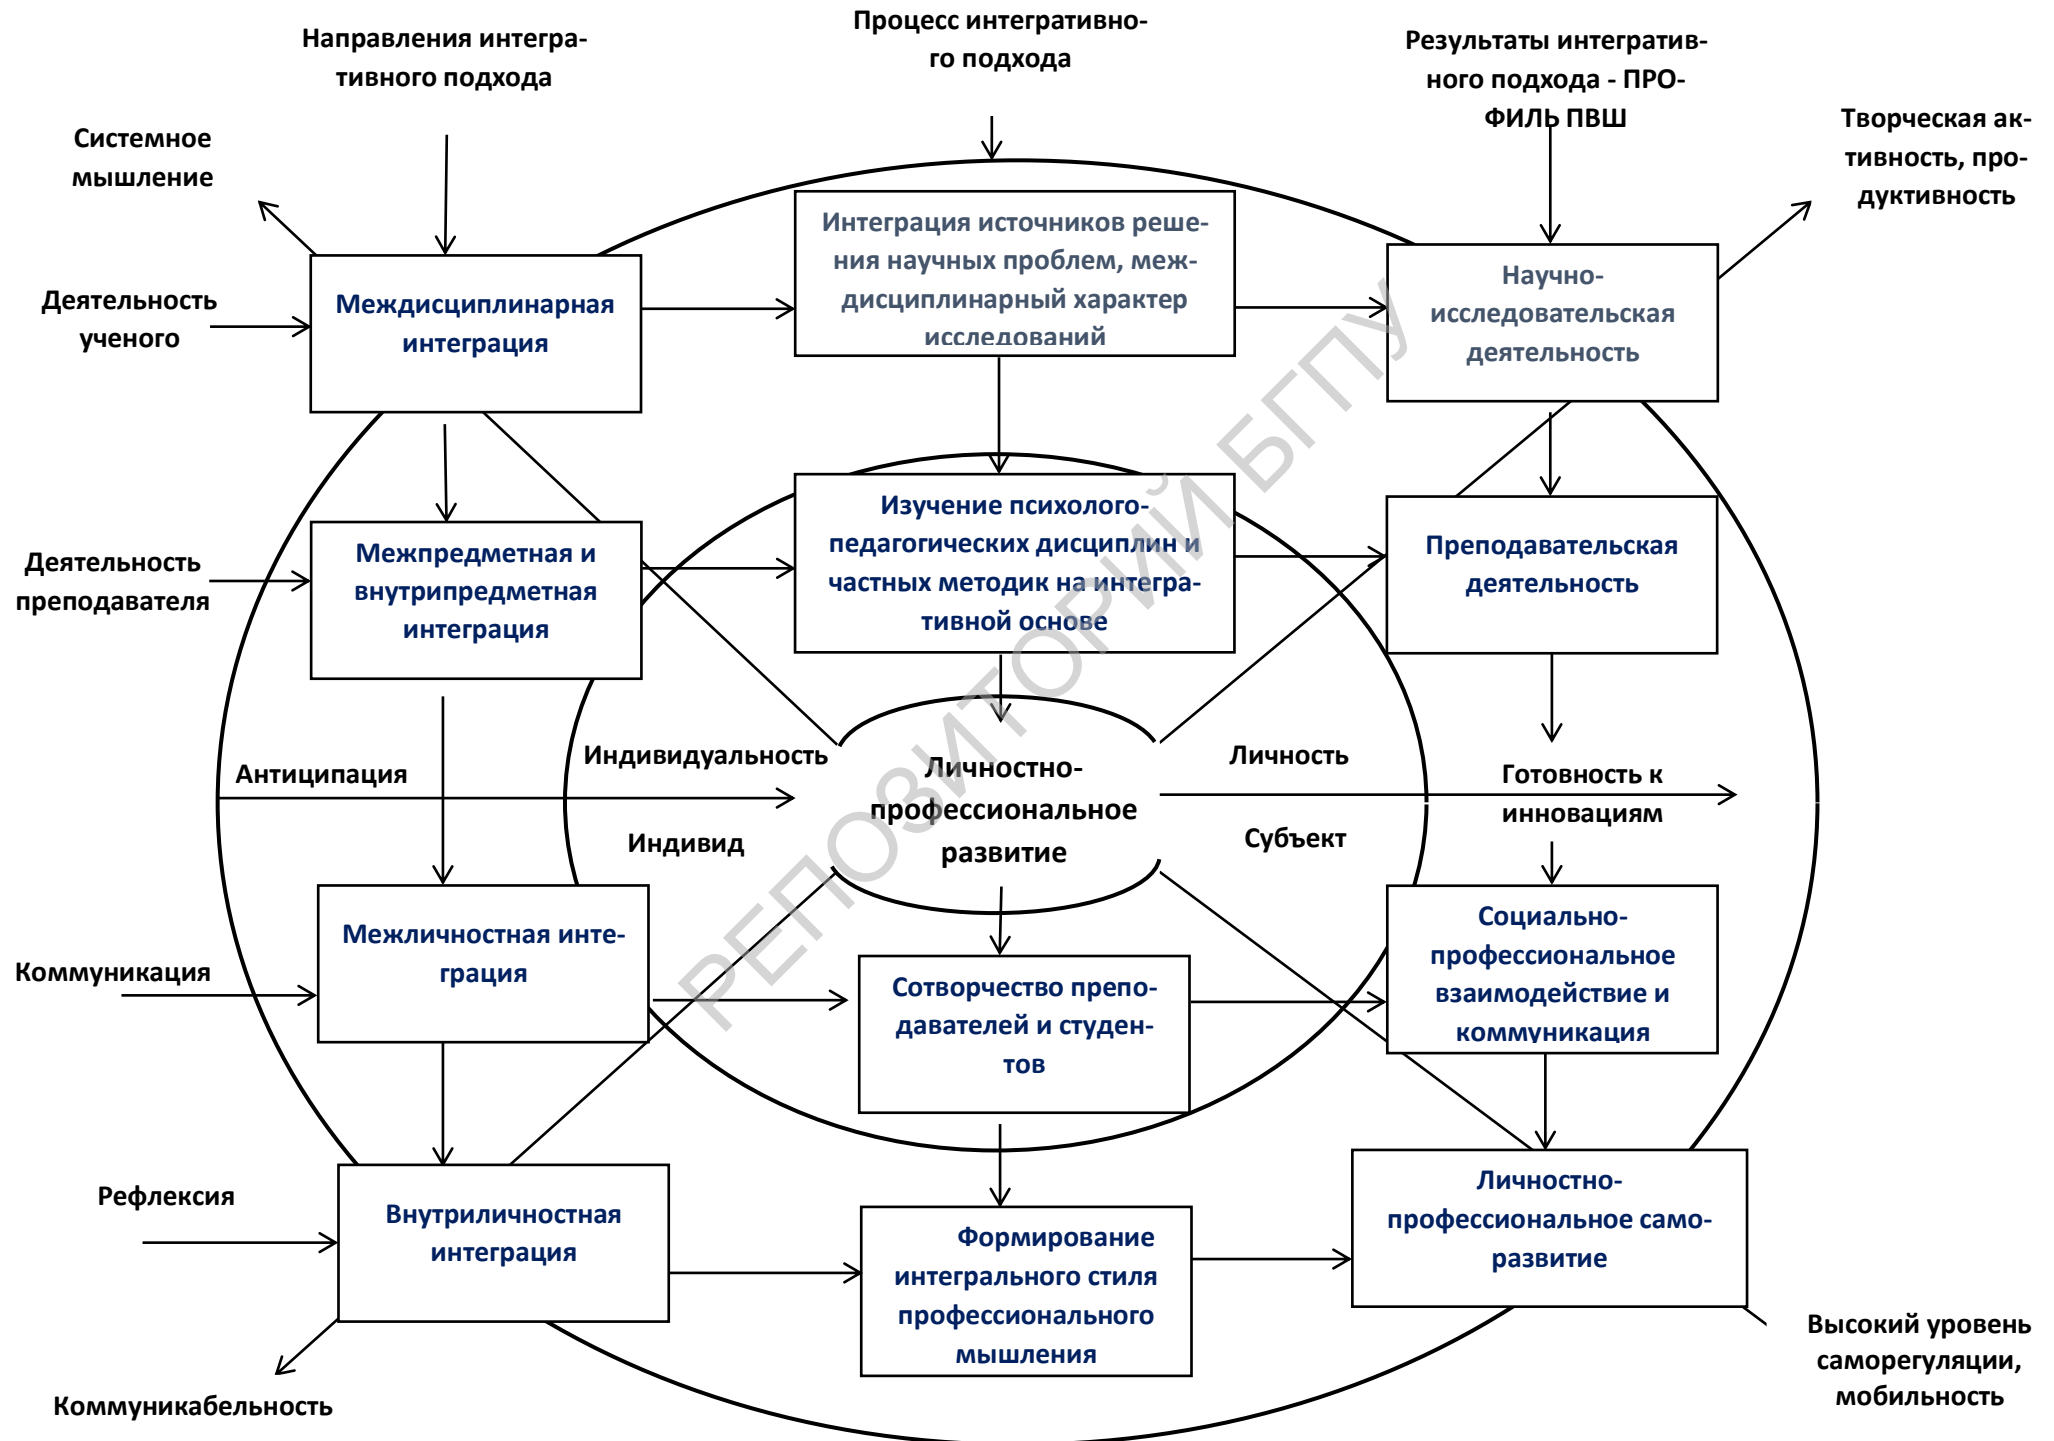 Направления интегра-
тивного подхода
Процесс интегративно-
го подхода
Результаты интегратив-
ного подхода - ПРО-
ФИЛЬ ПВШ
Системное
мышление
Творческая ак-
тивность, про-
дуктивность
Деятельность
ученого
Междисциплинарная
интеграция
Интеграция источников реше-
ния научных проблем, меж-
дисциплинарный характер
исследований
Научно-
исследовательская
деятельность
Деятельность
преподавателя
Межпредметная и
внутрипредметная
интеграция
Изучение психолого-
педагогических дисциплин и
частных методик на интегра-
тивной основе
Преподавательская
деятельность
Антиципация
Индивидуальность
Индивид
Личностно-
профессиональное
развитие
Личность
Субъект
Готовность к
инновациям
Коммуникация
Межличностная инте-
грация
Сотворчество препо-
давателей и студен-
тов
Социально-
профессиональное
взаимодействие и
коммуникация
Рефлексия
Внутриличностная
интеграция
Формирование
интегрального стиля
профессионального
мышления
Личностно-
профессиональное само-
развитие
Коммуникабельность
Высокий уровень
саморегуляции,
мобильность
РЕПОЗИТОРИЙ БГПУ